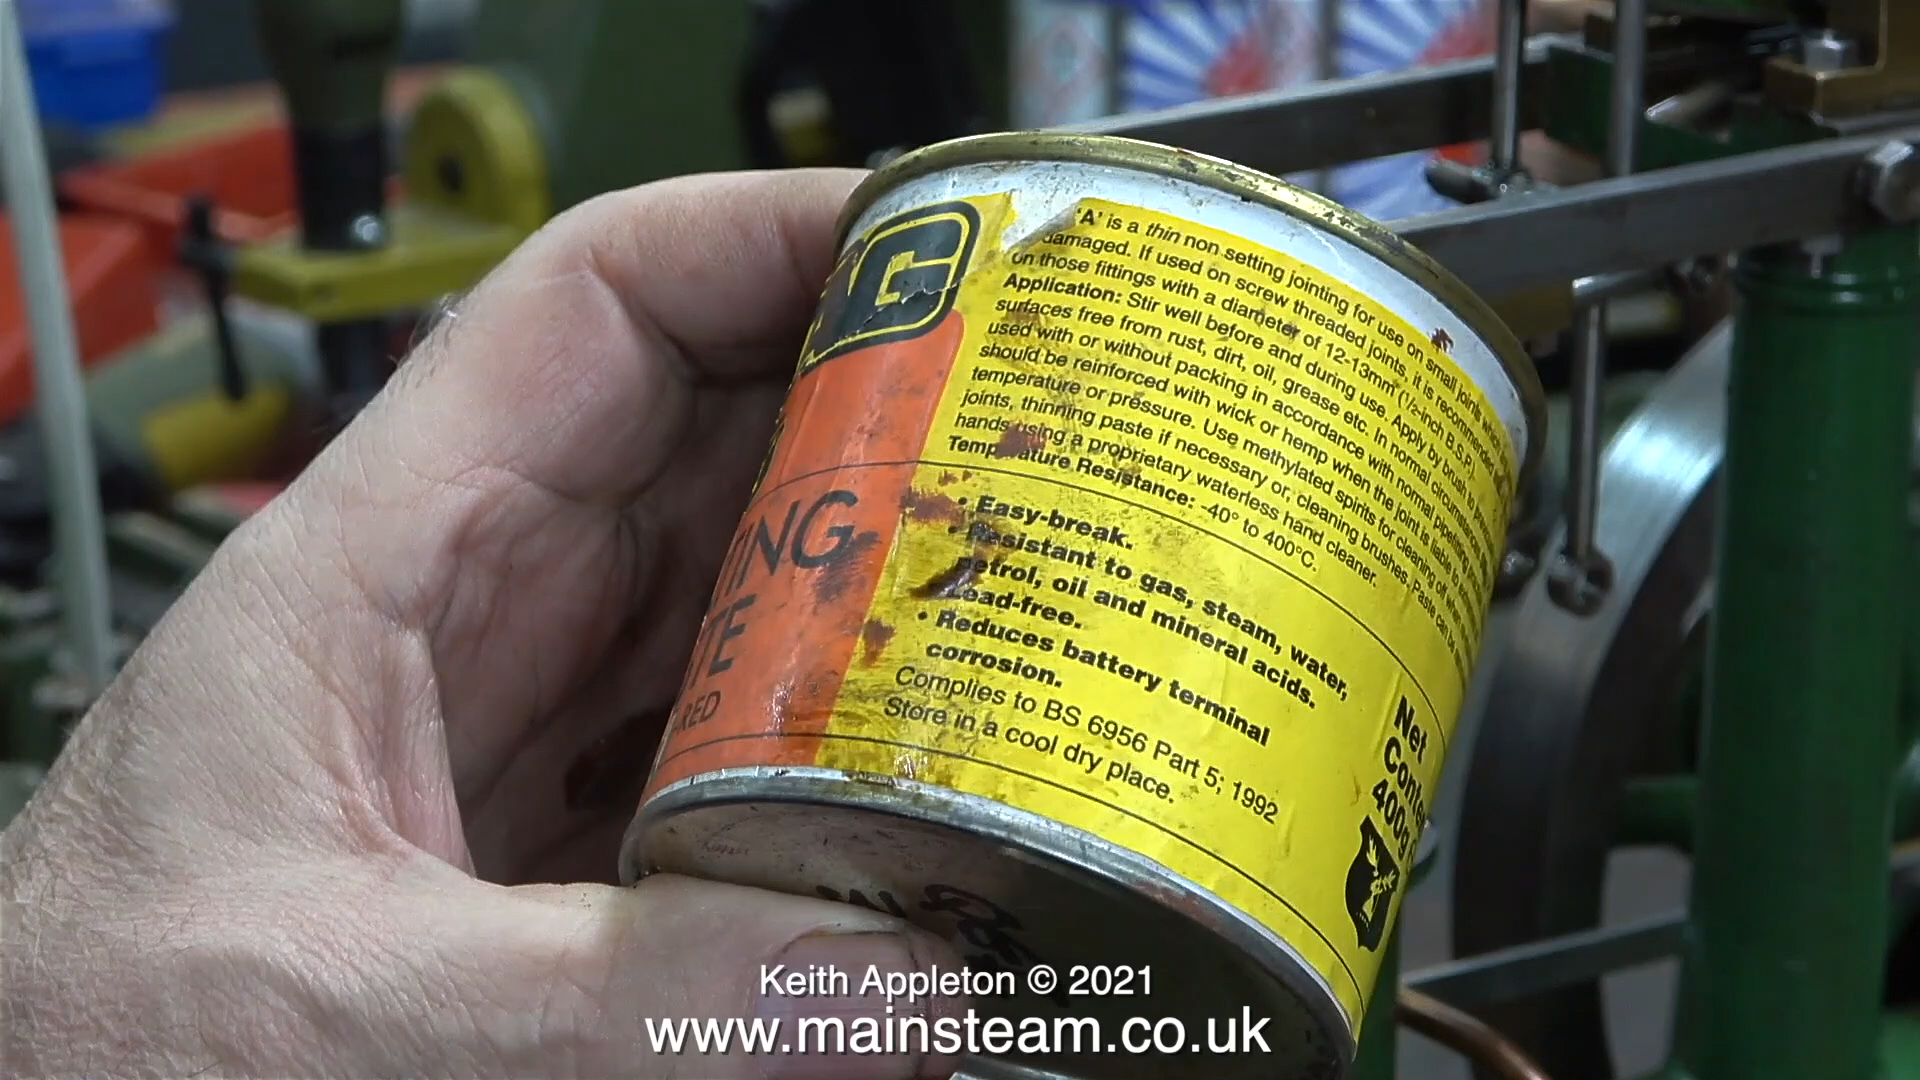 AG
TING
TE
RED
'A' is a thin non setting jointing for use on small joints which
damaged. If used on screw threaded joints, it is recommended
on those fittings with a diameter of 12-13mm (1/2-inch B.S.P.)
Application: Stir well before and during use. Apply by brush to
surfaces free from rust, dirt, oil, grease etc. In normal circumstances
used with or without packing in accordance with normal pipefitting
should be reinforced with wick or hemp when the joint is liable to
temperature or pressure. Use methylated spirits for cleaning off
joints, thinning paste if necessary or, cleaning brushes. Paste can be
hands using a proprietary waterless hand cleaner.
Temperature Resistance: -40° to 400°C.
• Easy-break.
• Resistant to gas, steam, water,
petrol, oil and mineral acids.
Lead-free.
• Reduces battery terminal
corrosion.
Complies to BS 6956 Part 5; 1992
Store in a cool dry place.
Net
Conte
400g
Keith Appleton © 2021
www.mainsteam.co.uk